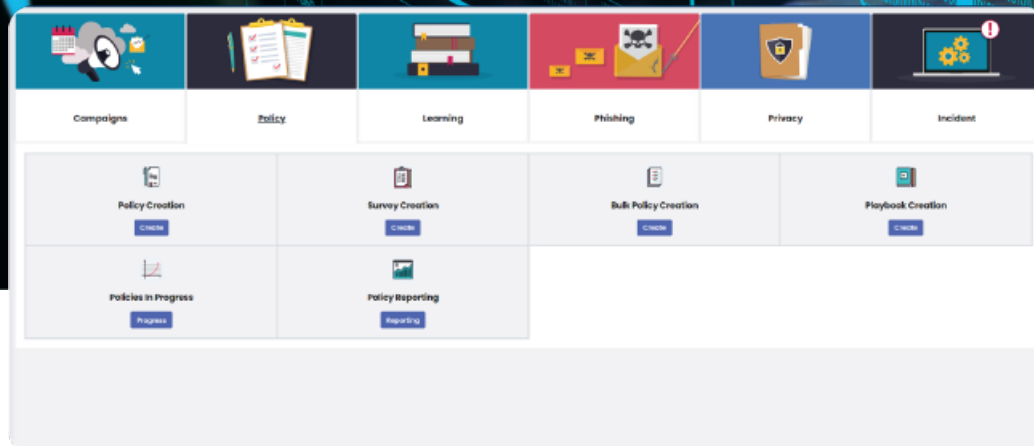 Campaigns
Policy
Learning
Phishing
Privacy
Incident
Policy Creation
Survey Creation
Bulk Policy Creation
Playbook Creation
Create
Create
Create
Create
Policies In Progress
Policy Reporting
Progress
Reporting